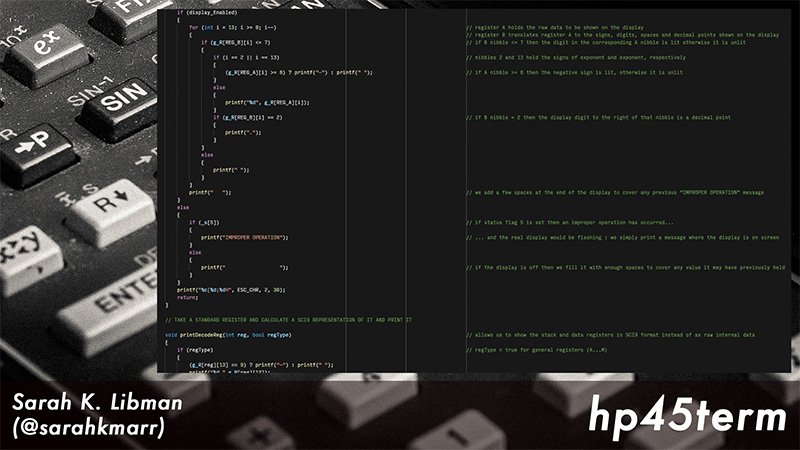 10ˣ
eˣ
FIX
SIN-1
SIN
→P
x̄, s
R↓
x≷y
ENTER
+
1
if (display_Enabled)
{
for (int i = 13; i >= 0; i--) // register A holds the raw data to be shown on the display
{ // register B translates register A to the signs, digits, spaces and decimal points shown on the display
if (g_R[REG_B][i] <= 7) // if B nibble <= 7 then the digit in the corresponding A nibble is lit otherwise it is unlit
{
if (i == 2 || i == 13) // nibbles 2 and 13 hold the signs of exponent and exponent, respectively
{
(g_R[REG_A][i] >= 8) ? printf("-") : printf(" "); // if A nibble >= 8 then the negative sign is lit, otherwise it is unlit
}
else
{
printf("%d", g_R[REG_A][i]);
}
if (g_R[REG_B][i] == 2) // if B nibble = 2 then the display digit to the right of that nibble is a decimal point
{
printf(".");
}
}
else
{
printf(" ");
}
}
printf("   "); // we add a few spaces at the end of the display to cover any previous "IMPROPER OPERATION" message
}
else
{
if (_s[5]) // if status flag 5 is set then an improper operation has occurred...
{
printf("IMPROPER OPERATION"); // ... and the real display would be flashing : we simply print a message where the display is on screen
}
else
{
printf("                  "); // if the display is off then we fill it with enough spaces to cover any value it may have previously held
}
}
printf("%c[%d;%dH", ESC_CHR, 2, 30);
return;
}
// TAKE A STANDARD REGISTER AND CALCULATE A SCI9 REPRESENTATION OF IT AND PRINT IT
void printDecodeReg(int reg, bool regType) // allows us to show the stack and data registers in SCI9 format instead of as raw internal data
{
if (regType) // regType = true for general registers (A...M)
{
(g_R[reg][13] == 9) ? printf("-") : printf(" ");
Sarah K. Libman
(@sarahkmarr)
hp45term